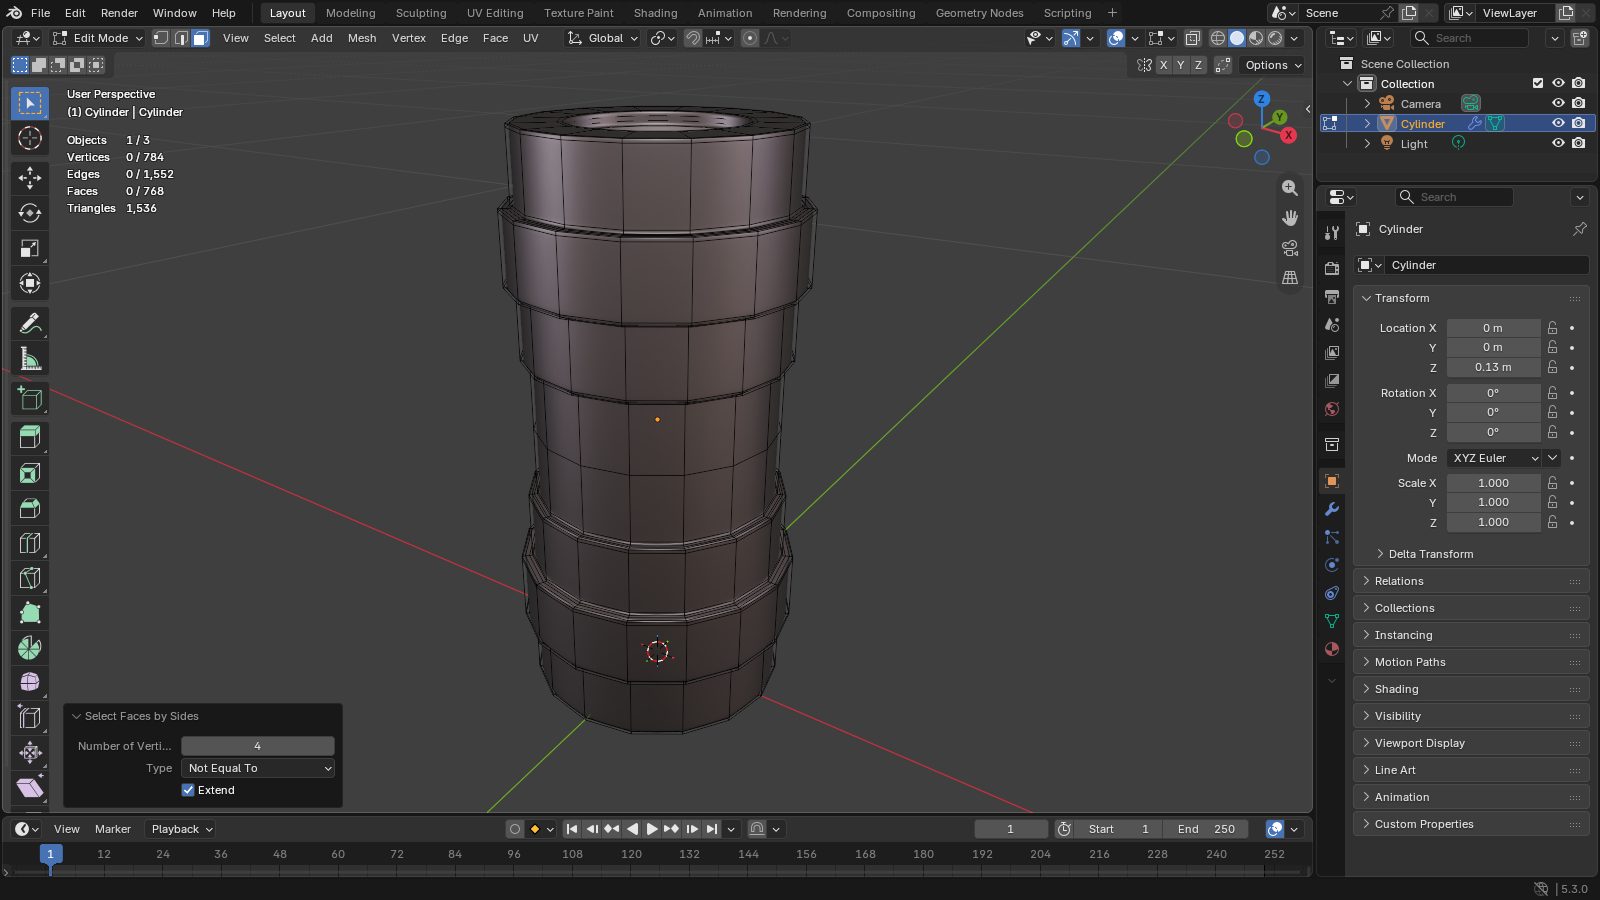 File Edit Render Window Help Layout Modeling Sculpting UV Editing Texture Paint Shading Animation Rendering Compositing Geometry Nodes Scripting + Scene ViewLayer
Edit Mode View Select Add Mesh Vertex Edge Face UV Global Search
X Y Z Options
Scene Collection
Collection
Camera
Cylinder
Light
User Perspective
(1) Cylinder | Cylinder
Objects 1 / 3
Vertices 0 / 784
Edges 0 / 1,552
Faces 0 / 768
Triangles 1,536
Z
Y
X
Search
Cylinder
Cylinder
Transform
Location X 0 m
Y 0 m
Z 0.13 m
Rotation X 0°
Y 0°
Z 0°
Mode XYZ Euler
Scale X 1.000
Y 1.000
Z 1.000
Delta Transform
Relations
Collections
Instancing
Motion Paths
Shading
Visibility
Viewport Display
Line Art
Animation
Custom Properties
Select Faces by Sides
Number of Verti... 4
Type Not Equal To
Extend
View Marker Playback 1 Start 1 End 250
1 12 24 36 48 60 72 84 96 108 120 132 144 156 168 180 192 204 216 228 240 252
5.3.0